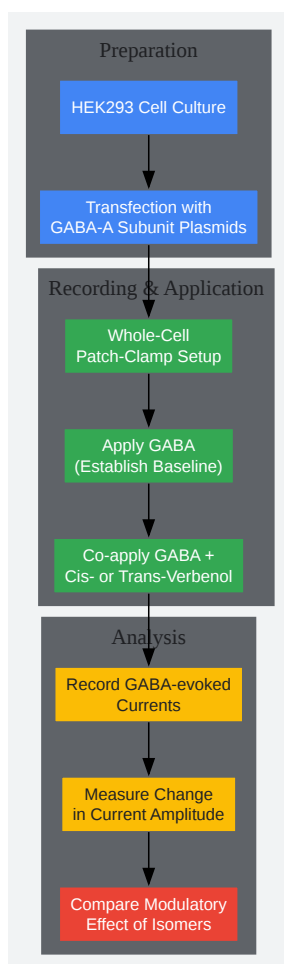 Preparation
HEK293 Cell Culture
Transfection with
GABA-A Subunit Plasmids
Recording & Application
Whole-Cell
Patch-Clamp Setup
Apply GABA
(Establish Baseline)
Co-apply GABA +
Cis- or Trans-Verbenol
Analysis
Record GABA-evoked
Currents
Measure Change
in Current Amplitude
Compare Modulatory
Effect of Isomers